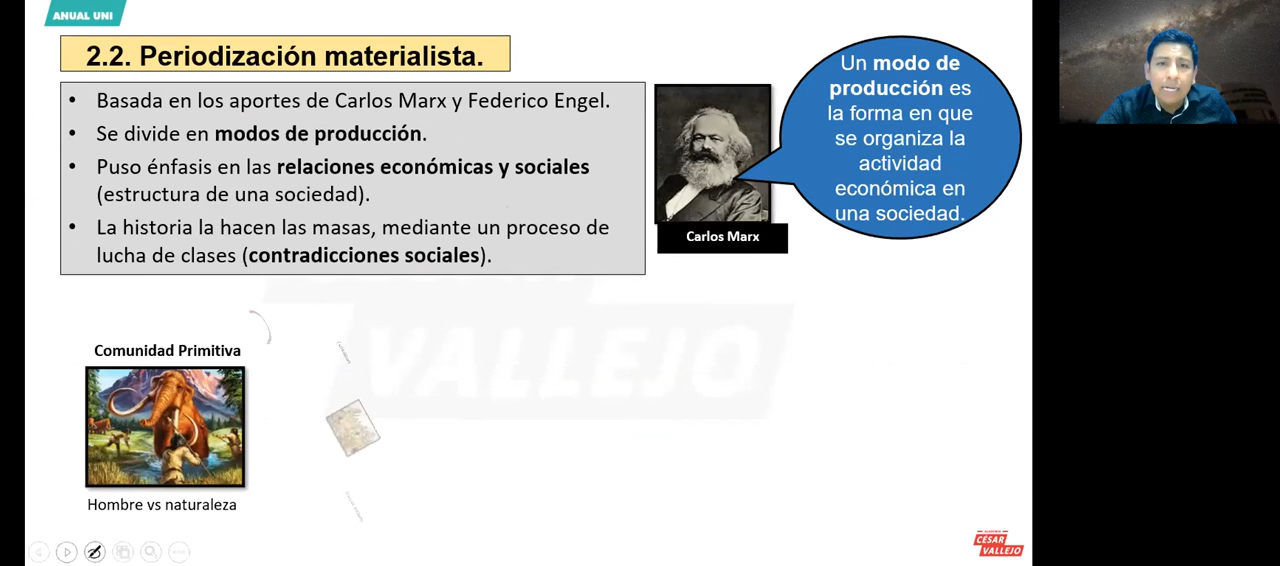 ANUAL UNI
2.2. Periodización materialista.
• Basada en los aportes de Carlos Marx y Federico Engel.
• Se divide en modos de producción.
• Puso énfasis en las relaciones económicas y sociales
(estructura de una sociedad).
• La historia la hacen las masas, mediante un proceso de
lucha de clases (contradicciones sociales).
Carlos Marx
Un modo de
producción es
la forma en que
se organiza la
actividad
económica en
una sociedad.
VALLEJO
Comunidad Primitiva
Hombre vs naturaleza
ACADEMIA
CÉSAR
VALLEJO